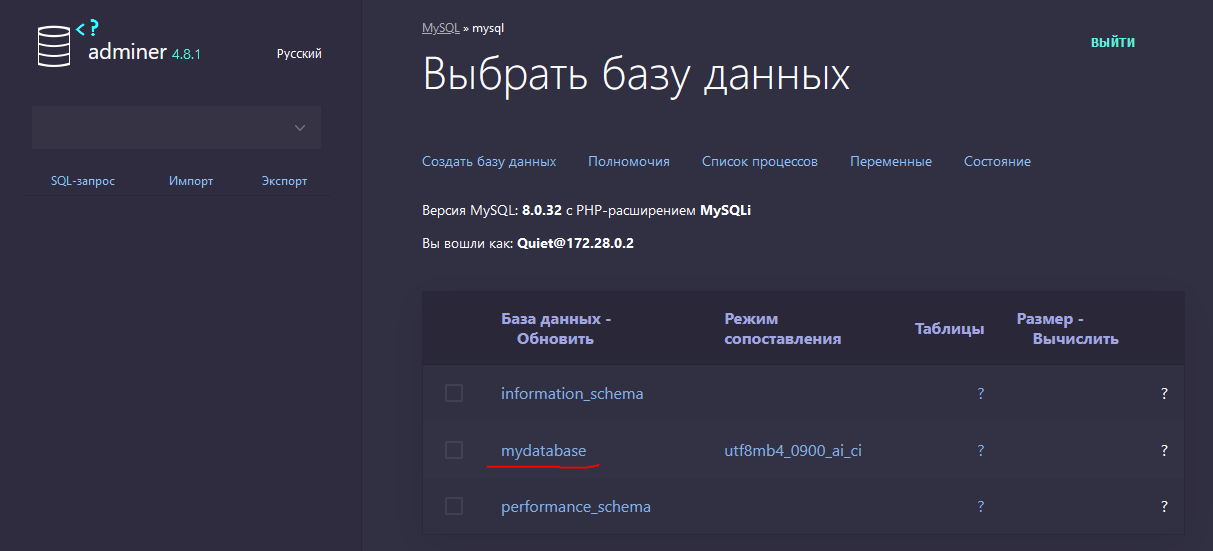 <?
adminer 4.8.1
Русский
SQL-запрос Импорт Экспорт
MySQL » mysql
ВЫЙТИ
Выбрать базу данных
Создать базу данных Полномочия Список процессов Переменные Состояние
Версия MySQL: 8.0.32 с PHP-расширением MySQLi
Вы вошли как: Quiet@172.28.0.2
База данных - Режим Таблицы Размер -
Обновить сопоставления Вычислить
information_schema ? ?
mydatabase utf8mb4_0900_ai_ci ? ?
performance_schema ? ?